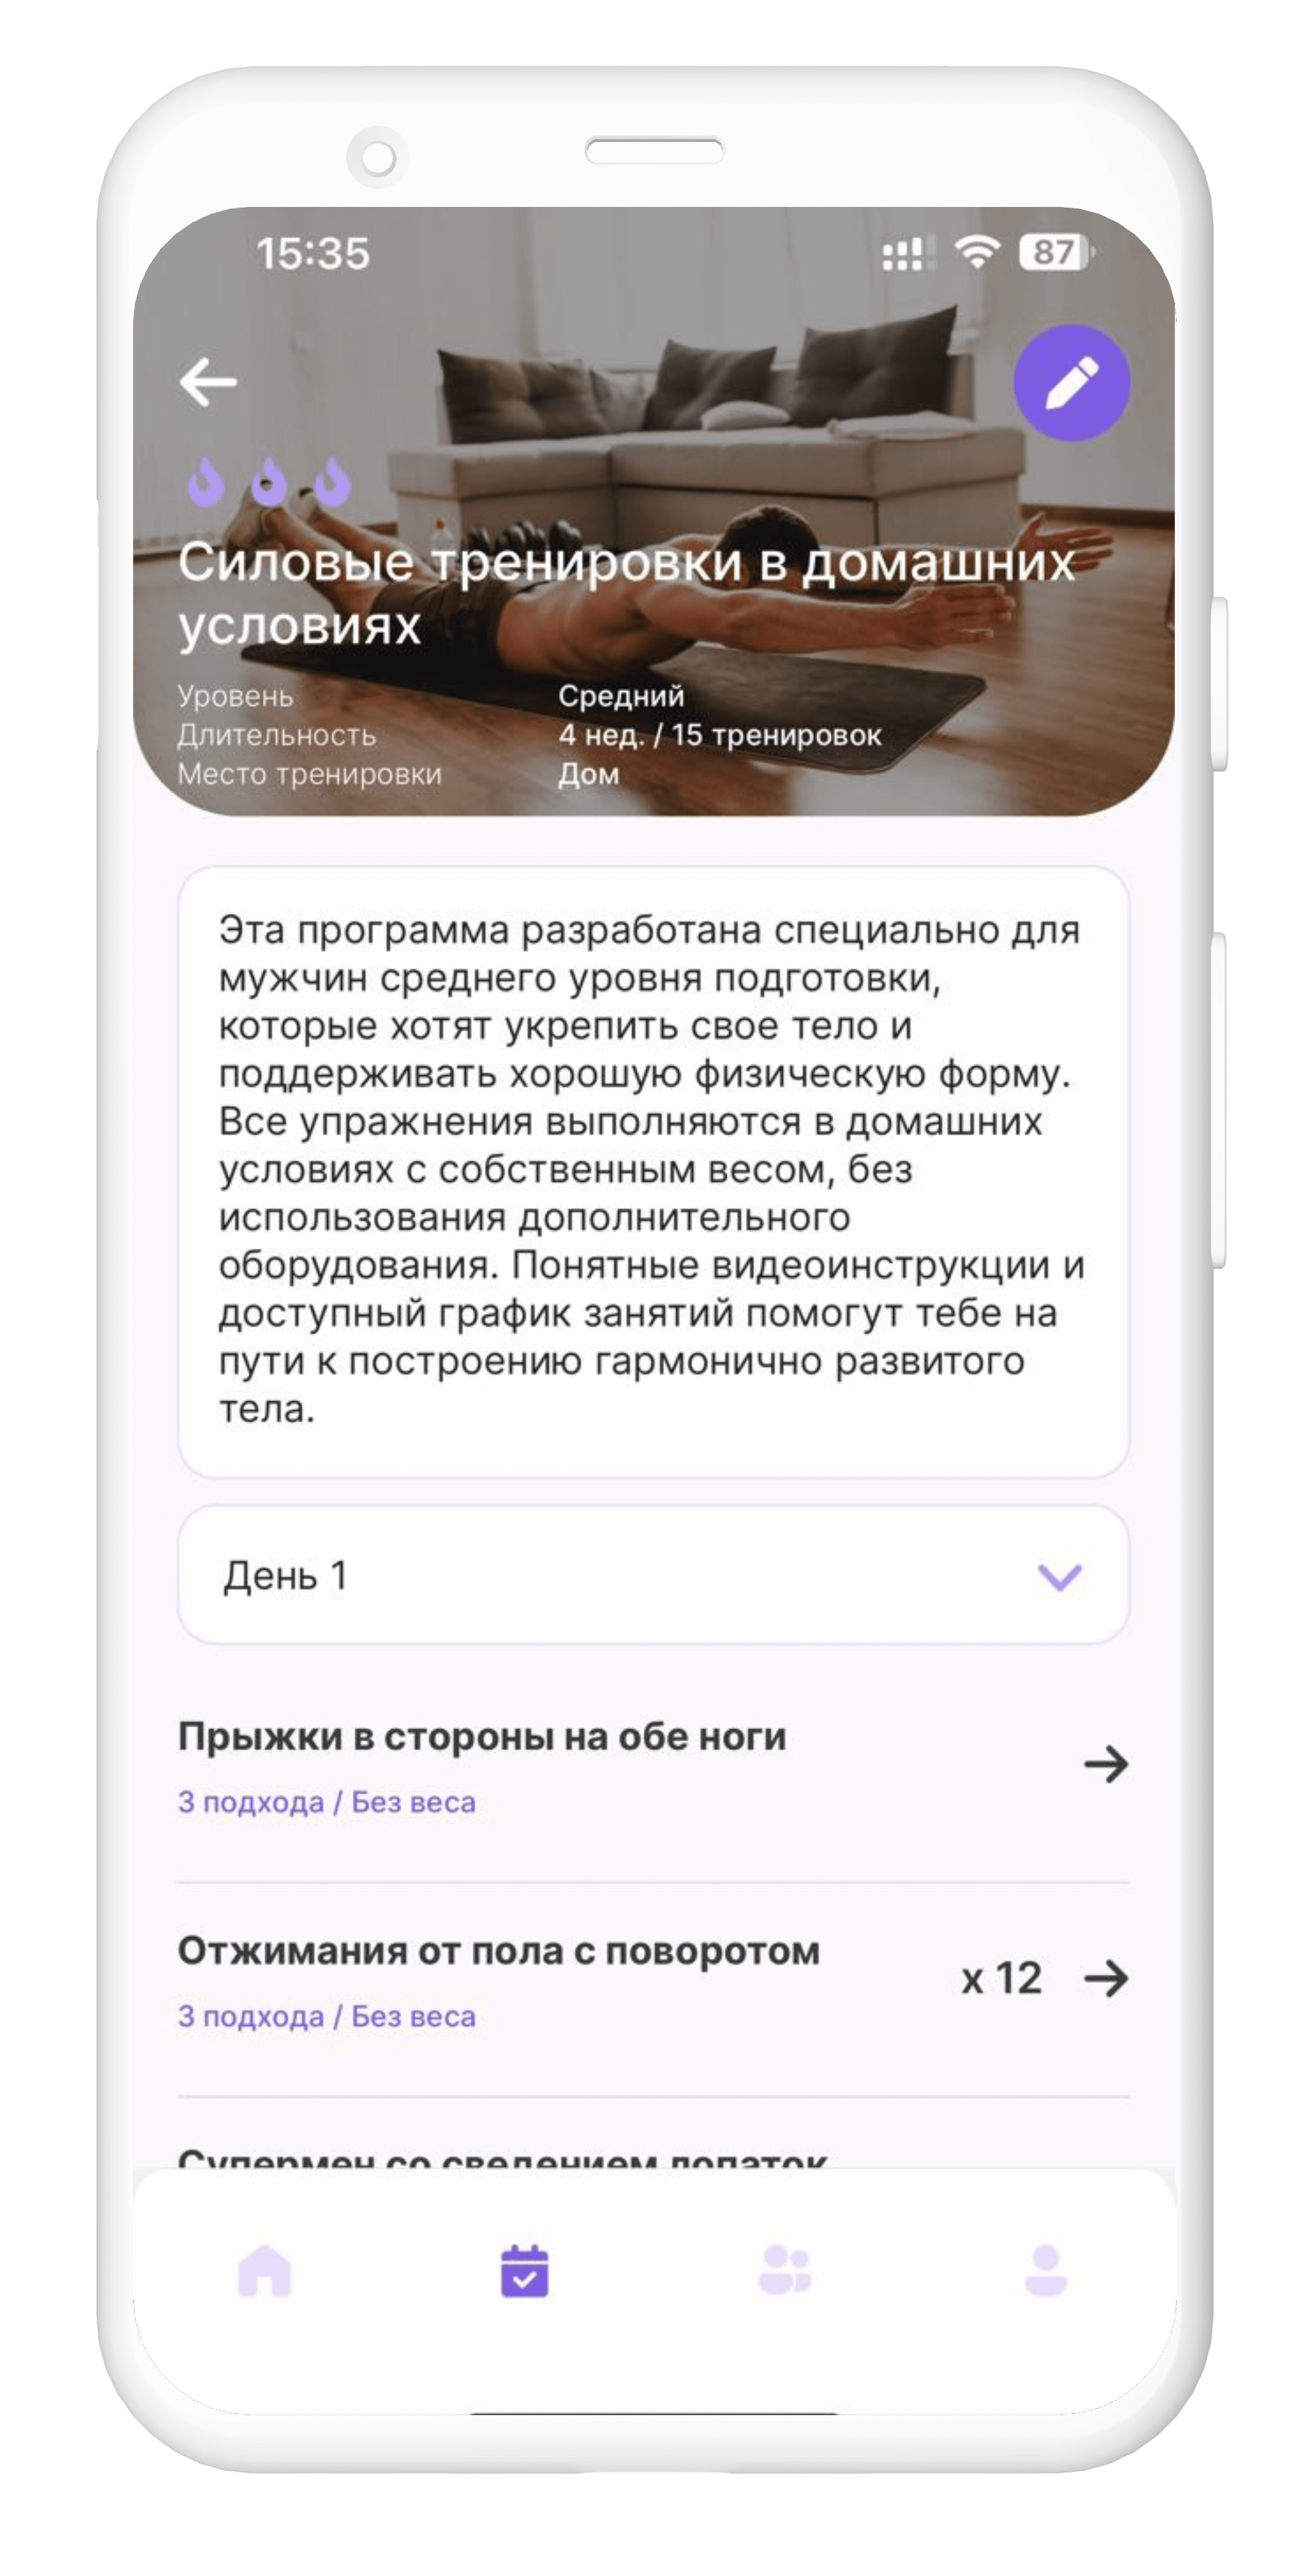 15:35
87
Силовые тренировки в домашних
условиях
Уровень Средний
Длительность 4 нед. / 15 тренировок
Место тренировки Дом
Эта программа разработана специально для
мужчин среднего уровня подготовки,
которые хотят укрепить свое тело и
поддерживать хорошую физическую форму.
Все упражнения выполняются в домашних
условиях с собственным весом, без
использования дополнительного
оборудования. Понятные видеоинструкции и
доступный график занятий помогут тебе на
пути к построению гармонично развитого
тела.
День 1
Прыжки в стороны на обе ноги
3 подхода / Без веса
Отжимания от пола с поворотом
x 12
3 подхода / Без веса
Супермен со сведением лопаток